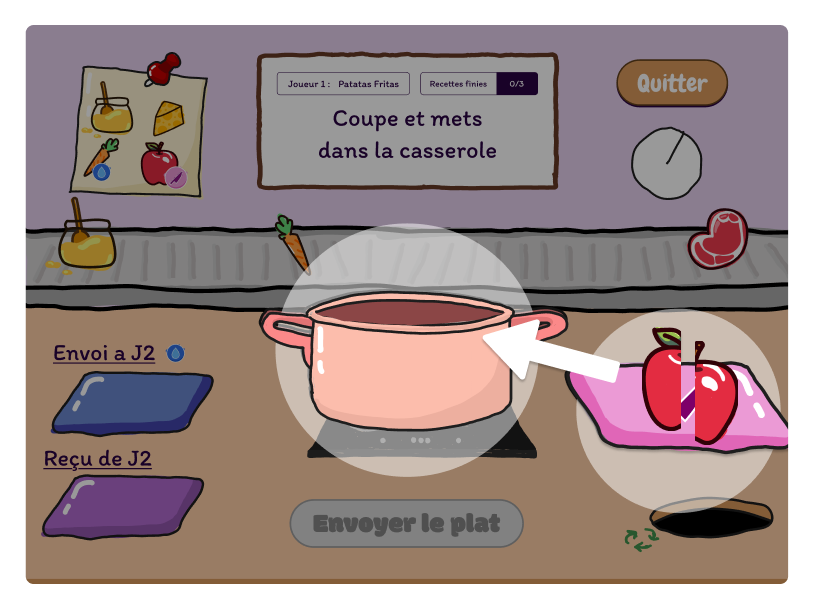 Joueur 1 : Patatas Fritas
Recettes finies 0/3
Quitter
Coupe et mets
dans la casserole
Envoi a J2
Reçu de J2
Envoyer le plat